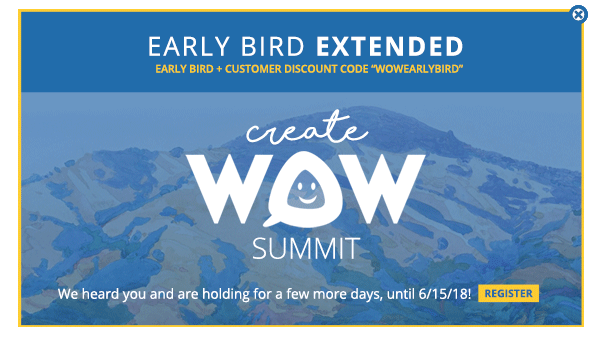 EARLY BIRD EXTENDED
EARLY BIRD + CUSTOMER DISCOUNT CODE “WOWEARLYBIRD”
create
WOW
SUMMIT
We heard you and are holding for a few more days, until 6/15/18! REGISTER